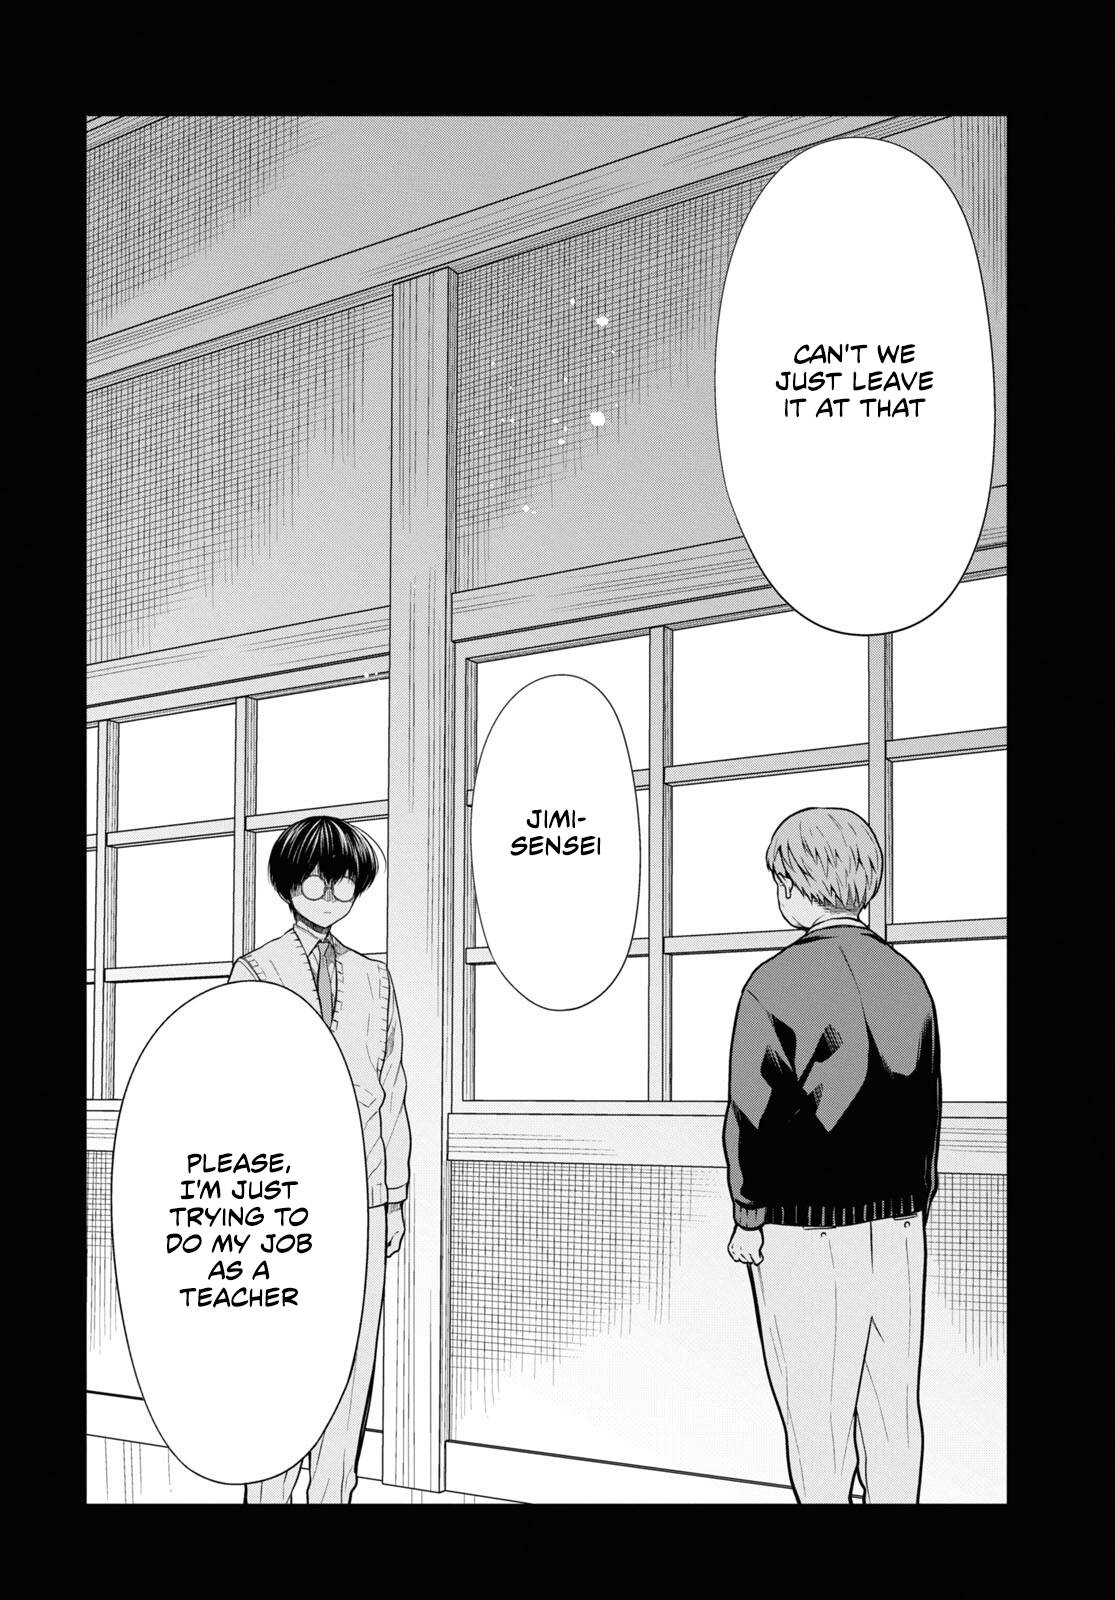 CAN'T WE
JUST LEAVE
IT AT THAT
JIMI-
SENSEI
PLEASE,
I'M JUST
TRYING TO
DO MY JOB
AS A
TEACHER